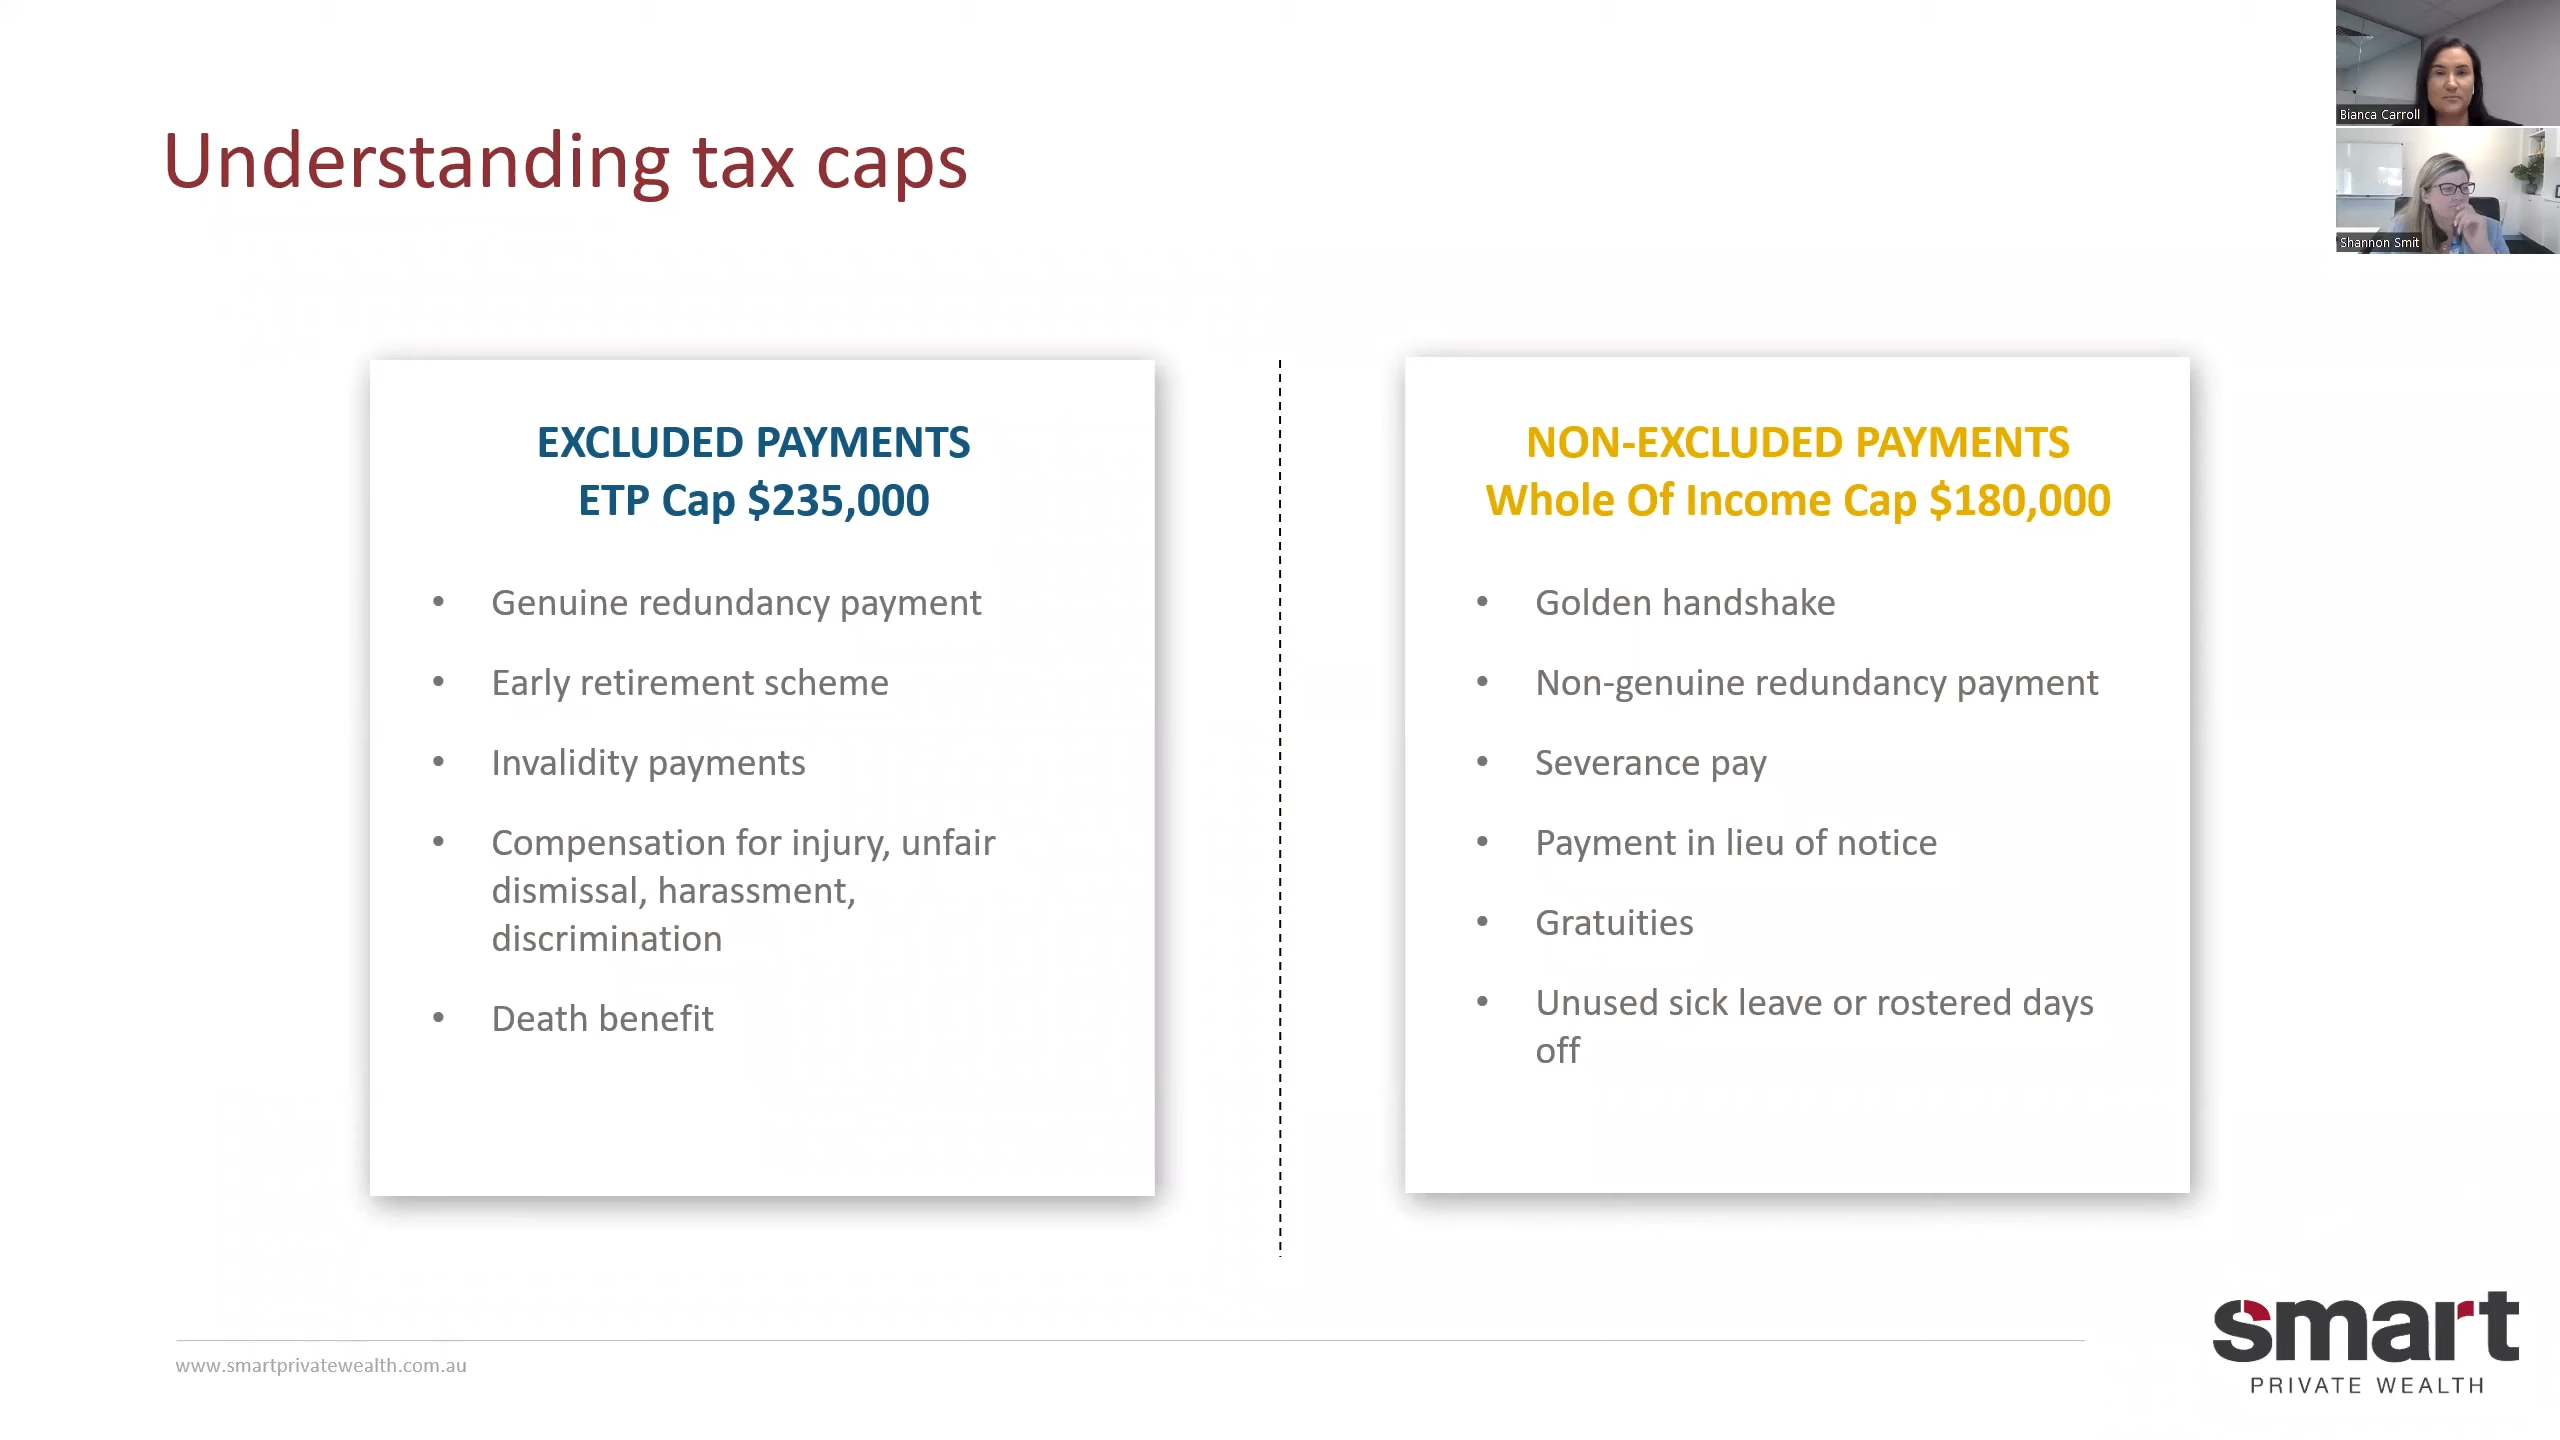 Understanding tax caps
Bianca Carroll
Shannon Smit
EXCLUDED PAYMENTS
ETP Cap $235,000
• Genuine redundancy payment
• Early retirement scheme
• Invalidity payments
• Compensation for injury, unfair
dismissal, harassment,
discrimination
• Death benefit
NON-EXCLUDED PAYMENTS
Whole Of Income Cap $180,000
• Golden handshake
• Non-genuine redundancy payment
• Severance pay
• Payment in lieu of notice
• Gratuities
• Unused sick leave or rostered days
off
www.smartprivatewealth.com.au
smart
PRIVATE WEALTH